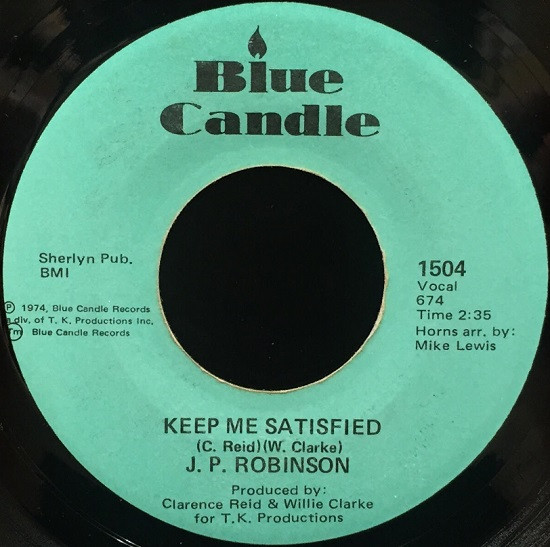 Blue
Candle
Sherlyn Pub.
BMI
Ⓟ 1974, Blue Candle Records
a div. of T. K. Productions Inc.
Tm Blue Candle Records
1504
Vocal
674
Time 2:35
Horns arr. by:
Mike Lewis
KEEP ME SATISFIED
(C. Reid)(W. Clarke)
J. P. ROBINSON
Produced by:
Clarence Reid & Willie Clarke
for T.K. Productions